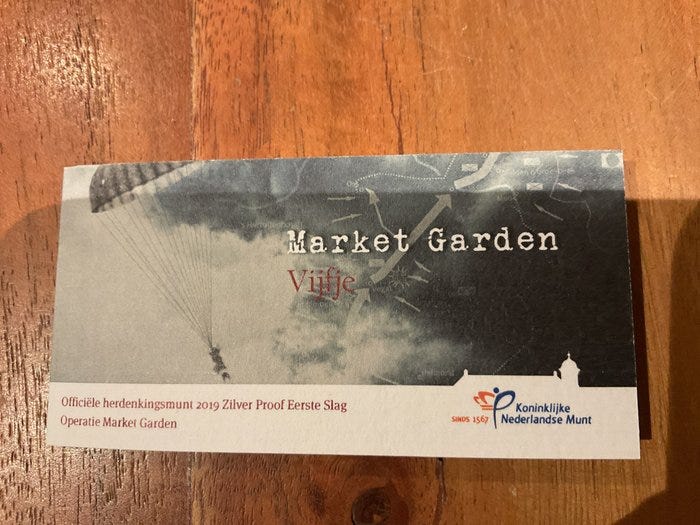 Market Garden
Vijfje
Officiële herdenkingsmunt 2019 Zilver Proof Eerste Slag
Operatie Market Garden
SINDS 1567
Koninklijke
Nederlandse Munt